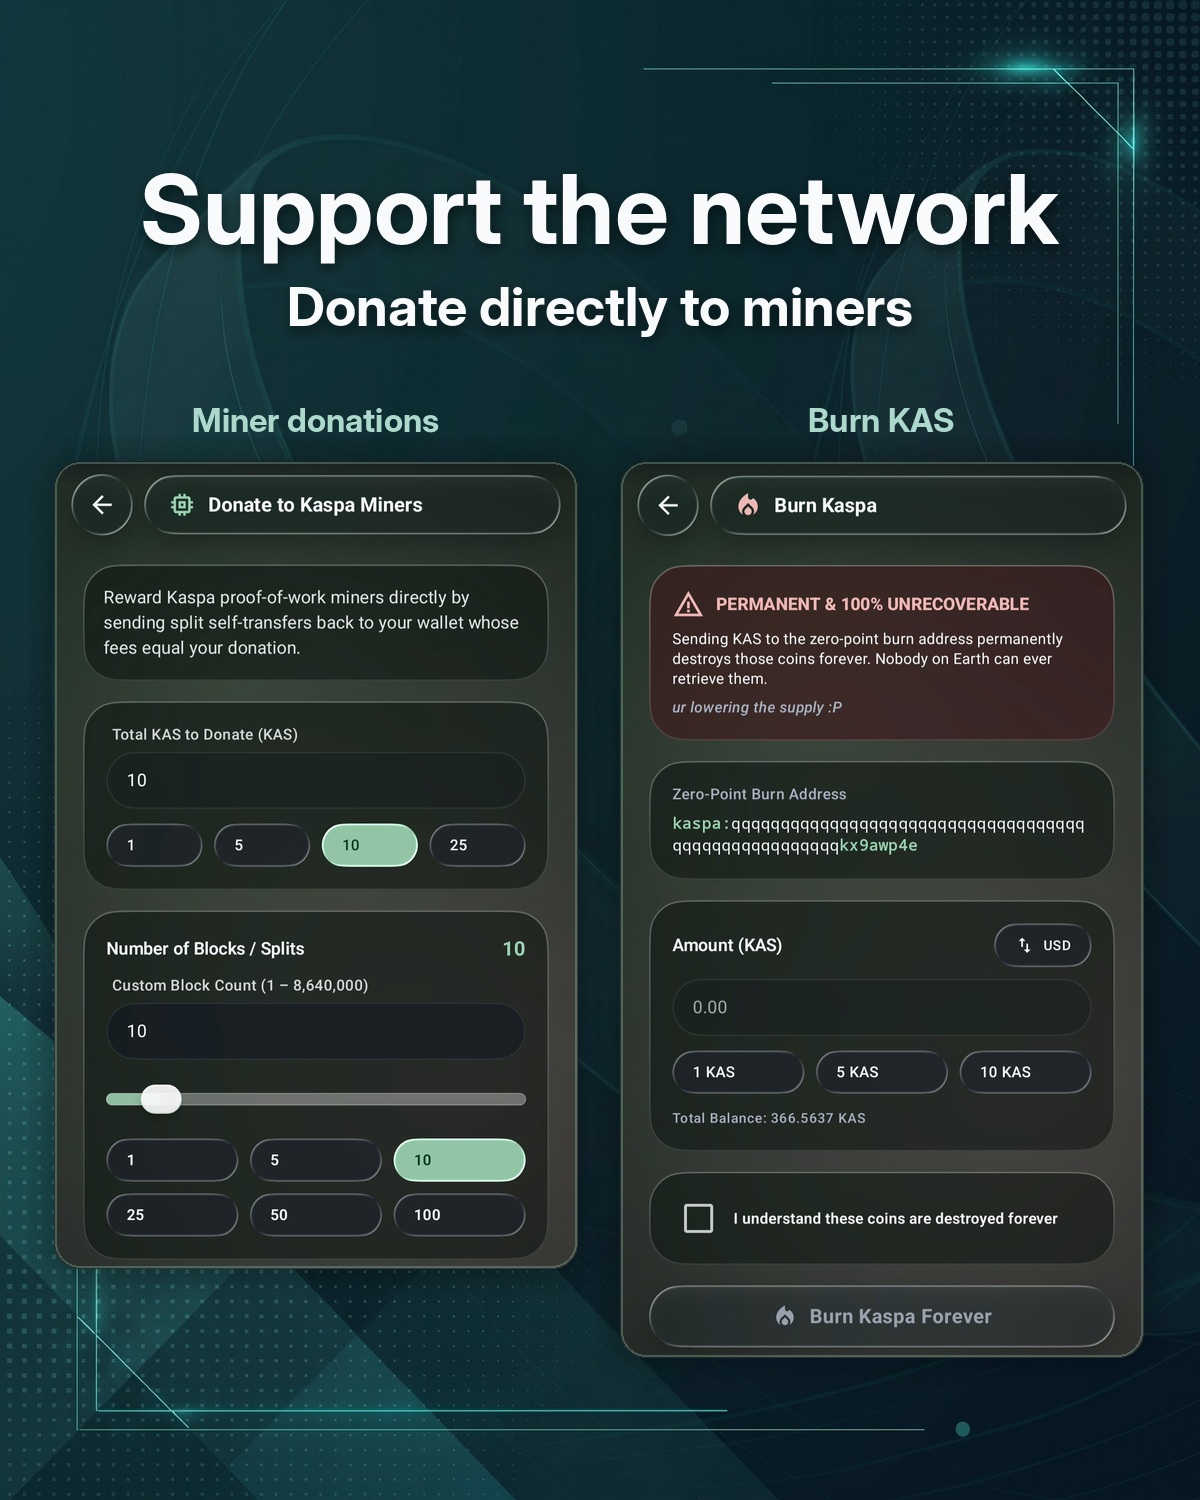 Support the network
Donate directly to miners
Miner donations
Donate to Kaspa Miners
Reward Kaspa proof-of-work miners directly by
sending split self-transfers back to your wallet whose
fees equal your donation.
Total KAS to Donate (KAS)
10
1
5
10
25
Number of Blocks / Splits
10
Custom Block Count (1 – 8,640,000)
10
1
5
10
25
50
100
Burn KAS
Burn Kaspa
PERMANENT & 100% UNRECOVERABLE
Sending KAS to the zero-point burn address permanently
destroys those coins forever. Nobody on Earth can ever
retrieve them.
ur lowering the supply :P
Zero-Point Burn Address
kaspa:qqqqqqqqqqqqqqqqqqqqqqqqqqqqqqqqqqqq
qqqqqqqqqqqqqqqqqkx9awp4e
Amount (KAS)
USD
0.00
1 KAS
5 KAS
10 KAS
Total Balance: 366.5637 KAS
I understand these coins are destroyed forever
Burn Kaspa Forever